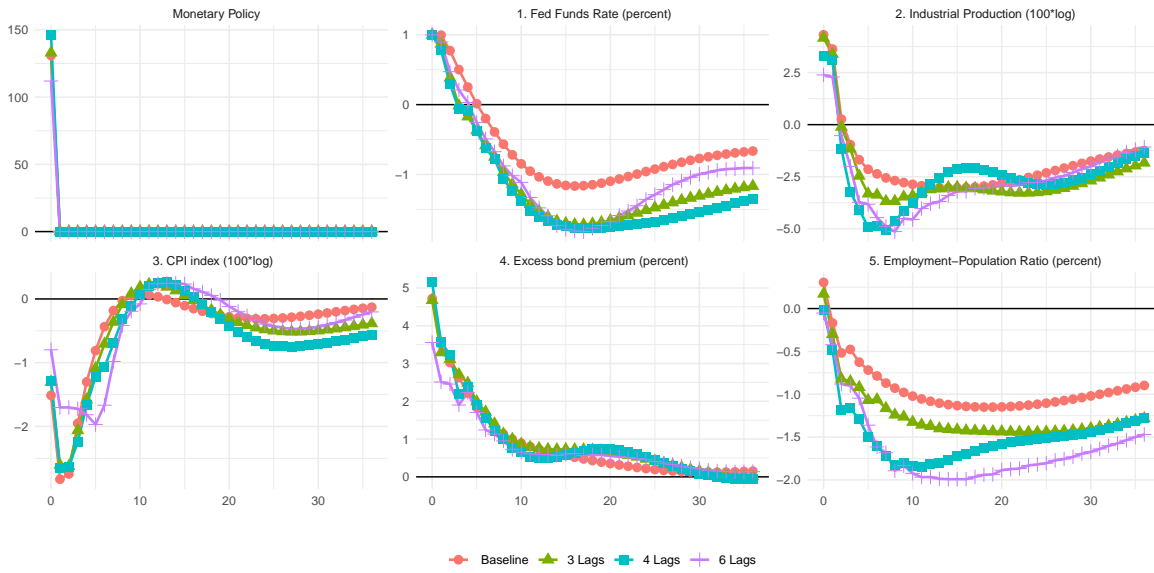 Monetary Policy
1. Fed Funds Rate (percent)
2. Industrial Production (100*log)
150
100
50
0
1
0
−1
2.5
0.0
−2.5
−5.0
3. CPI index (100*log)
4. Excess bond premium (percent)
5. Employment−Population Ratio (percent)
0
−1
−2
5
4
3
2
1
0
0.0
−0.5
−1.0
−1.5
−2.0
0 10 20 30
0 10 20 30
0 10 20 30
Baseline 3 Lags 4 Lags 6 Lags